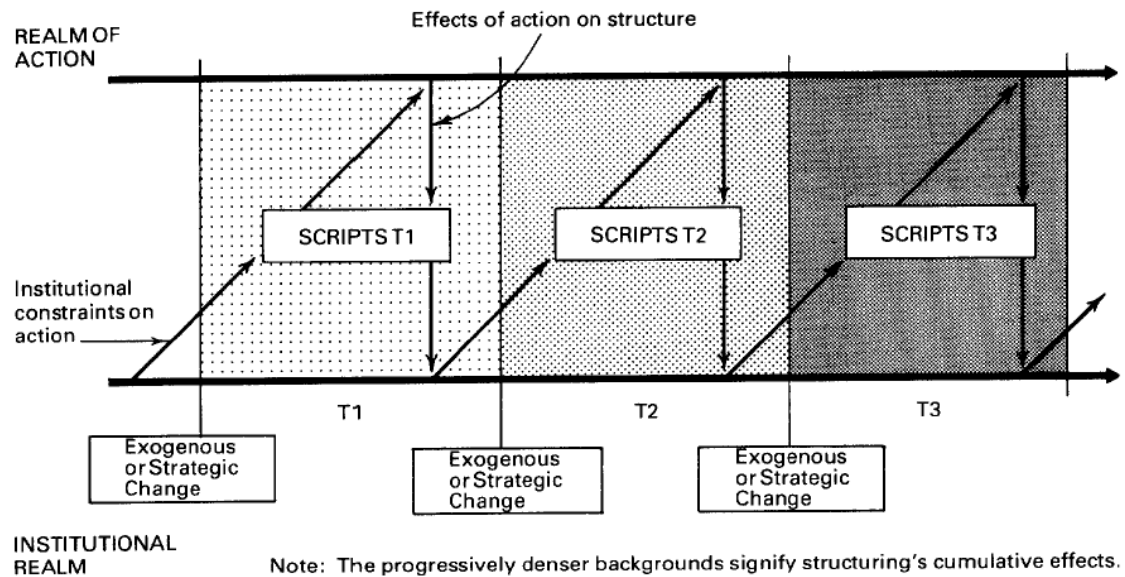 Effects of action on structure
REALM OF
ACTION
SCRIPTS T1
SCRIPTS T2
SCRIPTS T3
Institutional
constraints on
action
T1
T2
T3
Exogenous
or Strategic
Change
Exogenous
or Strategic
Change
Exogenous
or Strategic
Change
INSTITUTIONAL
REALM
Note: The progressively denser backgrounds signify structuring's cumulative effects.